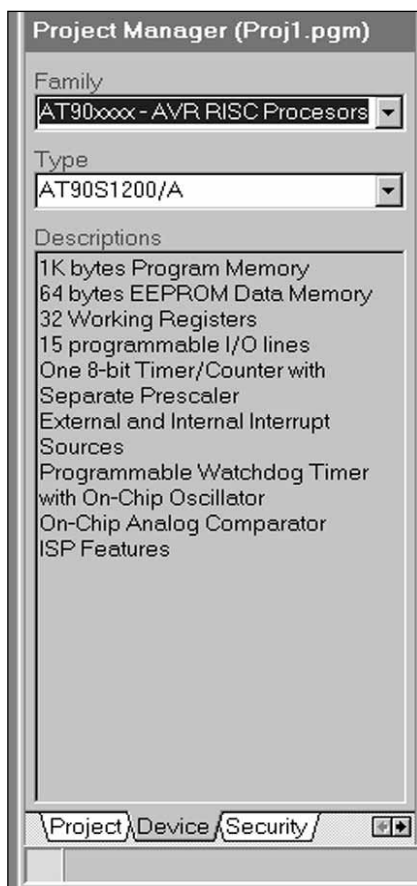 Project Manager (Proj1.pgm)
Family
AT90xxxx - AVR RISC Procesors
Type
AT90S1200/A
Descriptions
1K bytes Program Memory
64 bytes EEPROM Data Memory
32 Working Registers
15 programmable I/O lines
One 8-bit Timer/Counter with
Separate Prescaler
External and Internal Interrupt
Sources
Programmable Watchdog Timer
with On-Chip Oscillator
On-Chip Analog Comparator
ISP Features
Project Device Security